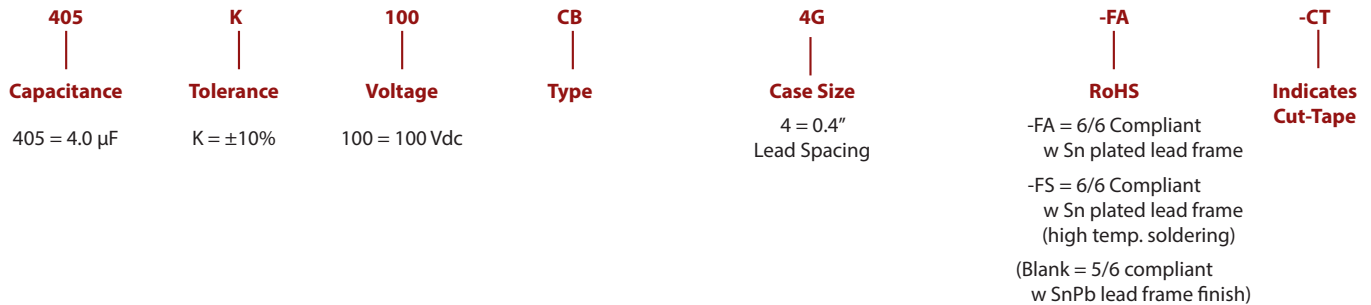 405 K 100 CB 4G -FA -CT
Capacitance Tolerance Voltage Type Case Size RoHS Indicates
Cut-Tape
405 = 4.0 µF K = ±10% 100 = 100 Vdc 4 = 0.4″
Lead Spacing
-FA = 6/6 Compliant
w Sn plated lead frame
-FS = 6/6 Compliant
w Sn plated lead frame
(high temp. soldering)
(Blank = 5/6 compliant
w SnPb lead frame finish)